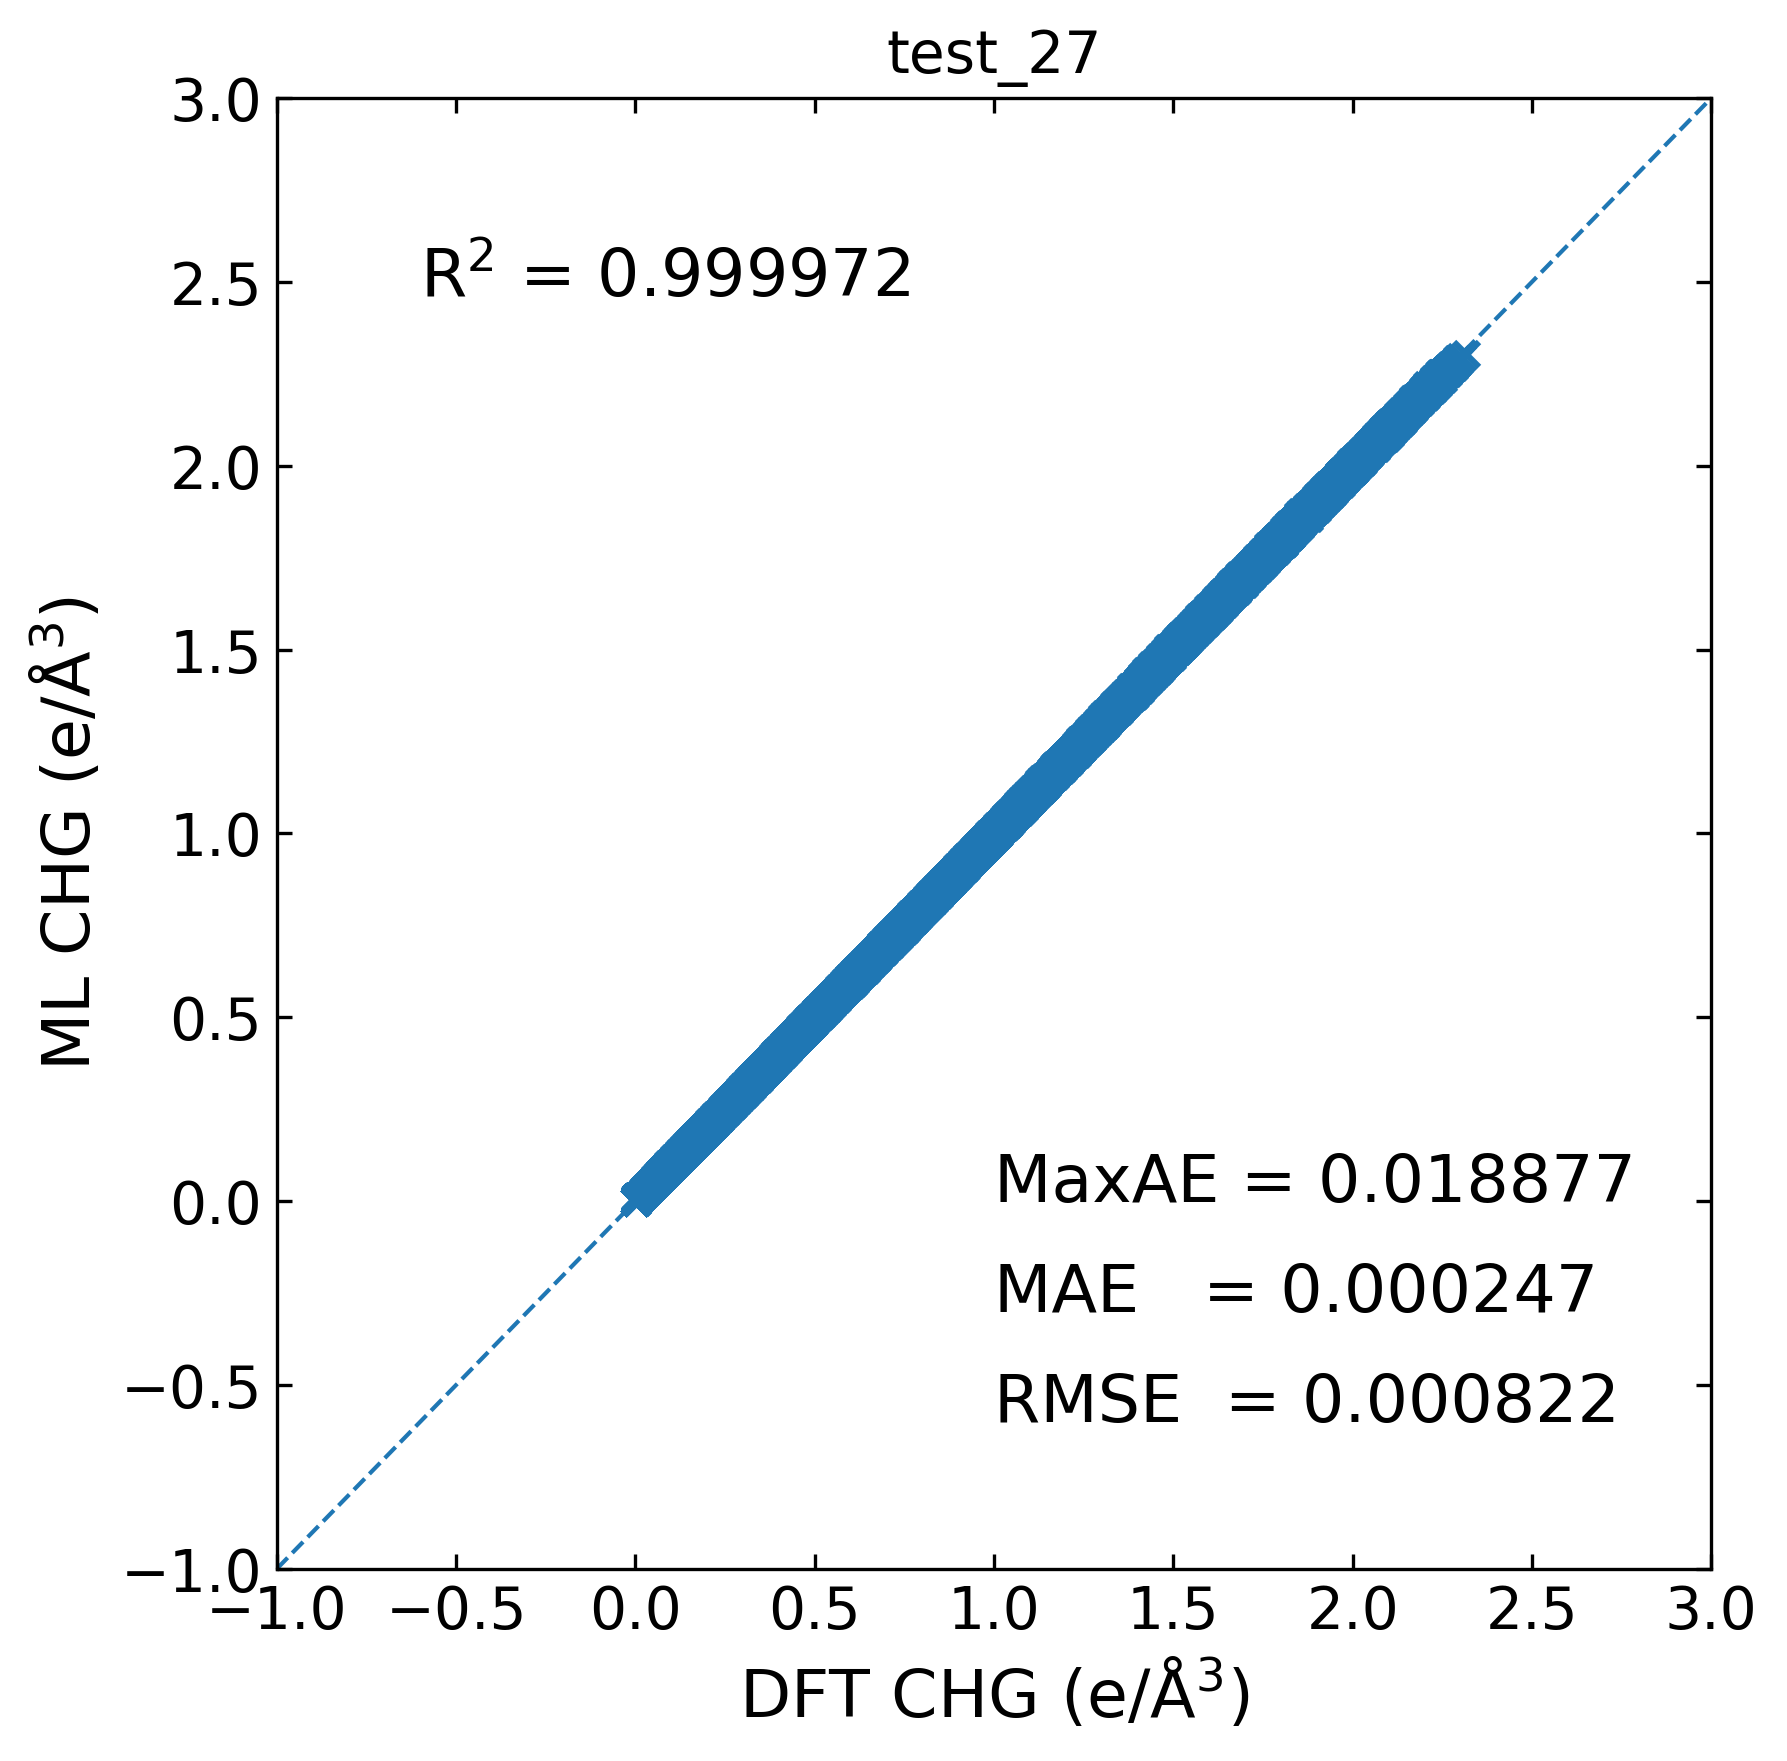 test_27
3.0
2.5
2.0
1.5
1.0
0.5
0.0
−0.5
−1.0
ML CHG (e/Å³)
R² = 0.999972
MaxAE = 0.018877
MAE = 0.000247
RMSE = 0.000822
−1.0 −0.5 0.0 0.5 1.0 1.5 2.0 2.5 3.0
DFT CHG (e/Å³)